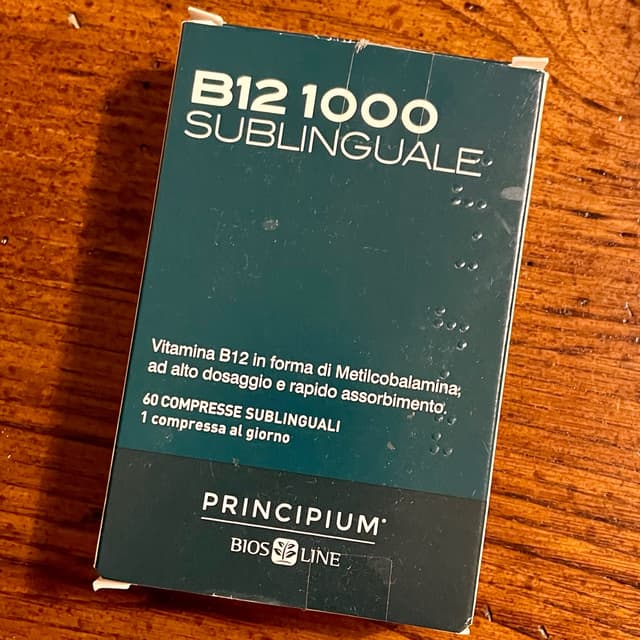 B12 1000
SUBLINGUALE
Vitamina B12 in forma di Metilcobalamina,
ad alto dosaggio e rapido assorbimento.
60 COMPRESSE SUBLINGUALI
1 compressa al giorno
PRINCIPIUM®
BIOS LINE